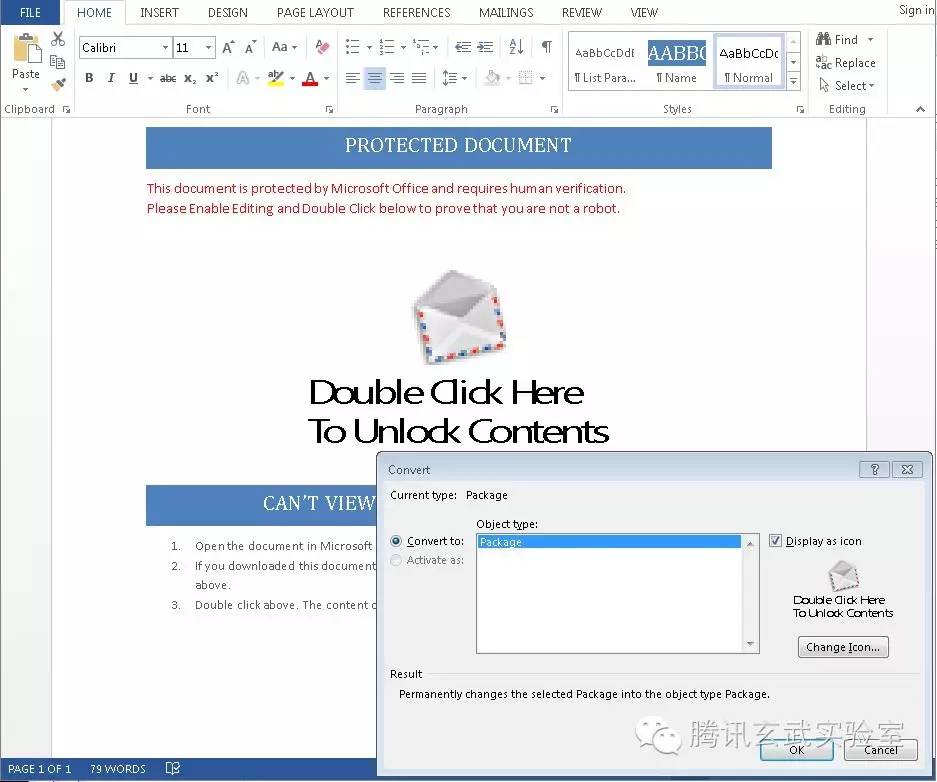 FILE HOME INSERT DESIGN PAGE LAYOUT REFERENCES MAILINGS REVIEW VIEW Sign in
Paste
Calibri 11 Aa
B I U abc x₂ x² A ab A
AaBbCcDdE AABBC AaBbCcDc
¶ List Para... ¶ Name ¶ Normal
Find
Replace
Select
Clipboard Font Paragraph Styles Editing
PROTECTED DOCUMENT
This document is protected by Microsoft Office and requires human verification.
Please Enable Editing and Double Click below to prove that you are not a robot.
Double Click Here
To Unlock Contents
CAN'T VIEW
1. Open the document in Microsoft
2. If you downloaded this document
above.
3. Double click above. The content
Convert
Current type: Package
Object type:
Convert to:
Activate as:
Package
Display as icon
Double Click Here
To Unlock Contents
Change Icon...
Result
Permanently changes the selected Package into the object type Package.
腾讯玄武实验室
OK Cancel
PAGE 1 OF 1 79 WORDS